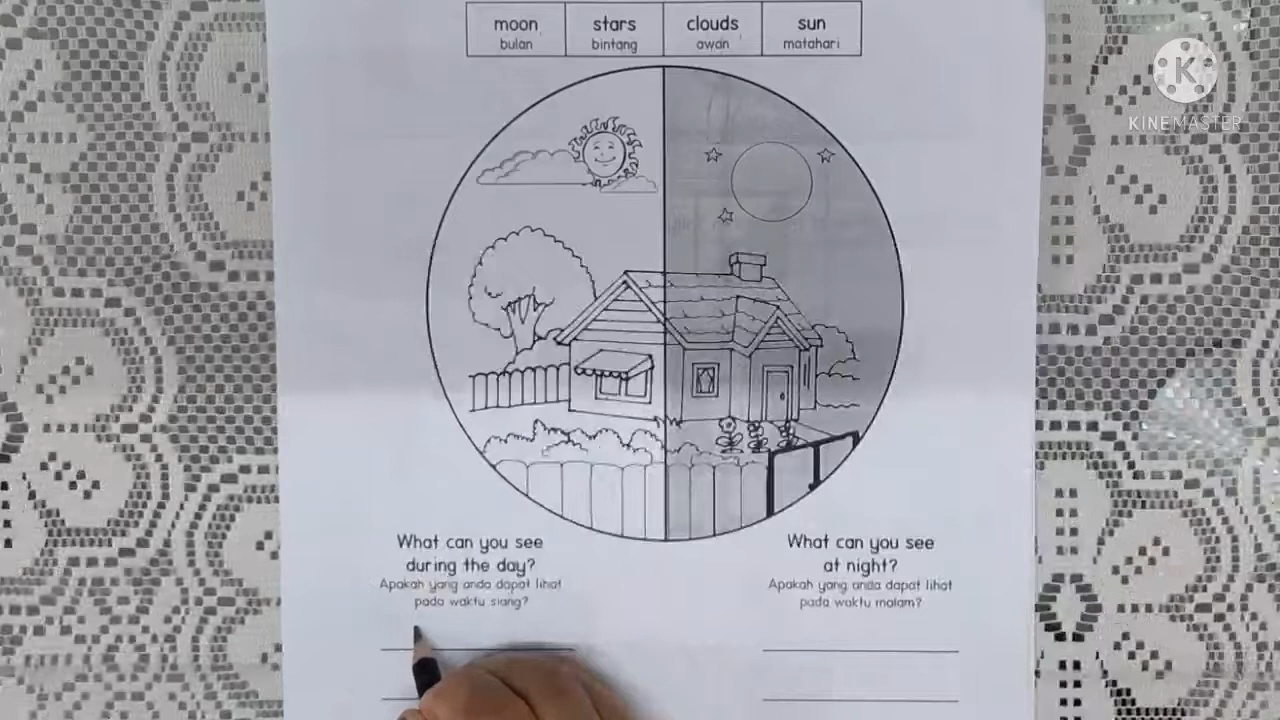 moon stars clouds sun
bulan bintang awan matahari
K
KINEMASTER
What can you see
during the day?
Apakah yang anda dapat lihat
pada waktu siang?
What can you see
at night?
Apakah yang anda dapat lihat
pada waktu malam?